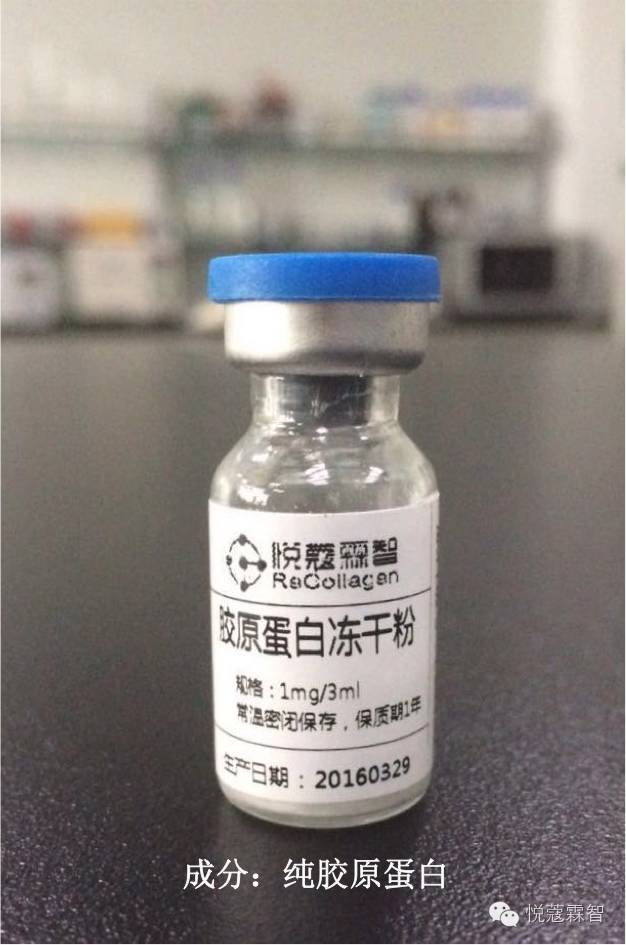 悦蔻霖智
ReCollagen
胶原蛋白冻干粉
规格：1mg/3ml
常温密闭保存，保质期1年
生产日期：20160329
成分：纯胶原蛋白
悦蔻霖智